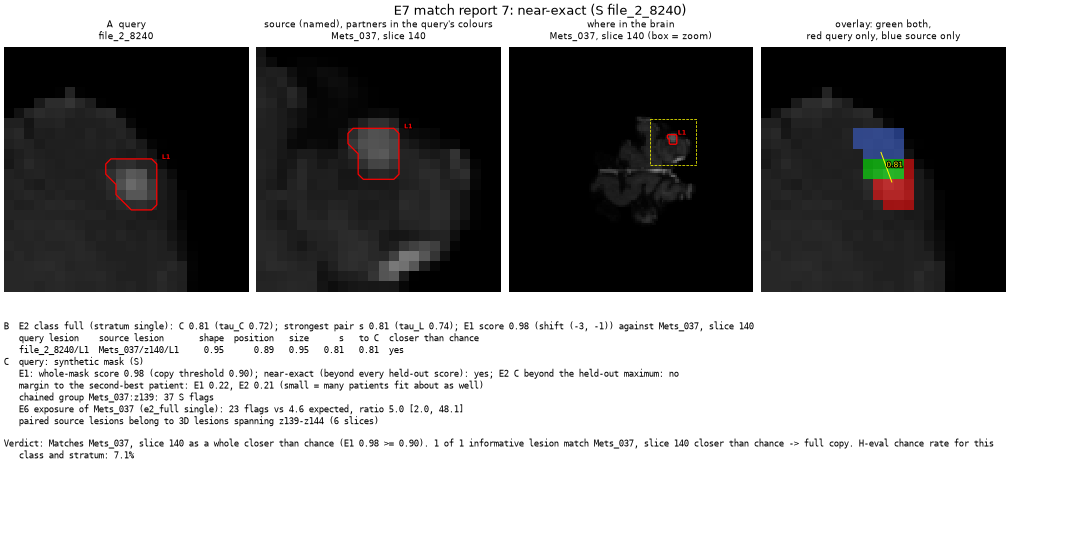 E7 match report 7: near-exact (S file_2_8240)
A  query
file_2_8240
source (named), partners in the query's colours
Mets_037, slice 140
where in the brain
Mets_037, slice 140 (box = zoom)
overlay: green both,
red query only, blue source only
L1
L1
L1
0.81
B  E2 class full (stratum single): C 0.81 (tau_C 0.72); strongest pair s 0.81 (tau_L 0.74); E1 score 0.98 (shift (-3, -1)) against Mets_037, slice 140
query lesion   source lesion   shape  position   size      s   to C  closer than chance
file_2_8240/L1  Mets_037/z140/L1   0.95   0.89   0.95   0.81   0.81  yes
C  query: synthetic mask (S)
E1: whole-mask score 0.98 (copy threshold 0.90); near-exact (beyond every held-out score): yes; E2 C beyond the held-out maximum: no
margin to the second-best patient: E1 0.22, E2 0.21 (small = many patients fit about as well)
chained group Mets_037:z139: 37 S flags
E6 exposure of Mets_037 (e2_full single): 23 flags vs 4.6 expected, ratio 5.0 [2.0, 48.1]
paired source lesions belong to 3D lesions spanning z139-z144 (6 slices)
Verdict: Matches Mets_037, slice 140 as a whole closer than chance (E1 0.98 >= 0.90). 1 of 1 informative lesion match Mets_037, slice 140 closer than chance -> full copy. H-eval chance rate for this
class and stratum: 7.1%